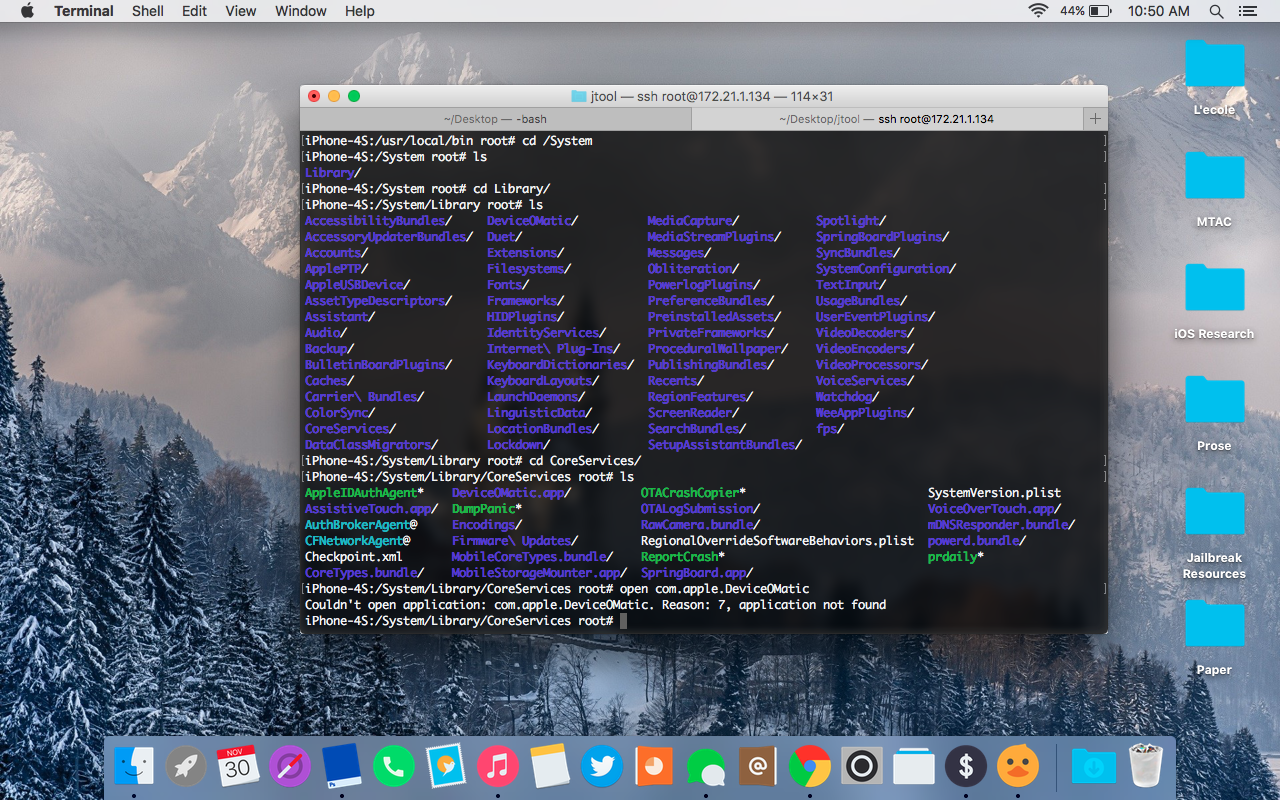 Terminal Shell Edit View Window Help 44% 10:50 AM
jtool — ssh root@172.21.1.134 — 114×31
~/Desktop — -bash ~/Desktop/jtool — ssh root@172.21.1.134 +
[iPhone-4S:/usr/local/bin root# cd /System ]
[iPhone-4S:/System root# ls ]
Library/
[iPhone-4S:/System root# cd Library/ ]
[iPhone-4S:/System/Library root# ls ]
AccessibilityBundles/ DeviceOMatic/ MediaCapture/ Spotlight/
AccessoryUpdaterBundles/ Duet/ MediaStreamPlugins/ SpringBoardPlugins/
Accounts/ Extensions/ Messages/ SyncBundles/
ApplePTP/ Filesystems/ Obliteration/ SystemConfiguration/
AppleUSBDevice/ Fonts/ PowerlogPlugins/ TextInput/
AssetTypeDescriptors/ Frameworks/ PreferenceBundles/ UsageBundles/
Assistant/ HIDPlugins/ PreinstalledAssets/ UserEventPlugins/
Audio/ IdentityServices/ PrivateFrameworks/ VideoDecoders/
Backup/ Internet\ Plug-Ins/ ProceduralWallpaper/ VideoEncoders/
BulletinBoardPlugins/ KeyboardDictionaries/ PublishingBundles/ VideoProcessors/
Caches/ KeyboardLayouts/ Recents/ VoiceServices/
Carrier\ Bundles/ LaunchDaemons/ RegionFeatures/ Watchdog/
ColorSync/ LinguisticData/ ScreenReader/ WeeAppPlugins/
CoreServices/ LocationBundles/ SearchBundles/ fps/
DataClassMigrators/ Lockdown/ SetupAssistantBundles/
[iPhone-4S:/System/Library root# cd CoreServices/ ]
[iPhone-4S:/System/Library/CoreServices root# ls ]
AppleIDAuthAgent* DeviceOMatic.app/ OTACrashCopier* SystemVersion.plist
AssistiveTouch.app/ DumpPanic* OTALogSubmission/ VoiceOverTouch.app/
AuthBrokerAgent@ Encodings/ RawCamera.bundle/ mDNSResponder.bundle/
CFNetworkAgent@ Firmware\ Updates/ RegionalOverrideSoftwareBehaviors.plist powerd.bundle/
Checkpoint.xml MobileCoreTypes.bundle/ ReportCrash* prdaily*
CoreTypes.bundle/ MobileStorageMounter.app/ SpringBoard.app/
[iPhone-4S:/System/Library/CoreServices root# open com.apple.DeviceOMatic ]
Couldn't open application: com.apple.DeviceOMatic. Reason: 7, application not found
iPhone-4S:/System/Library/CoreServices root#
L'ecole
MTAC
iOS Research
Prose
Jailbreak
Resources
Paper
NOV
30
Ps
@
$